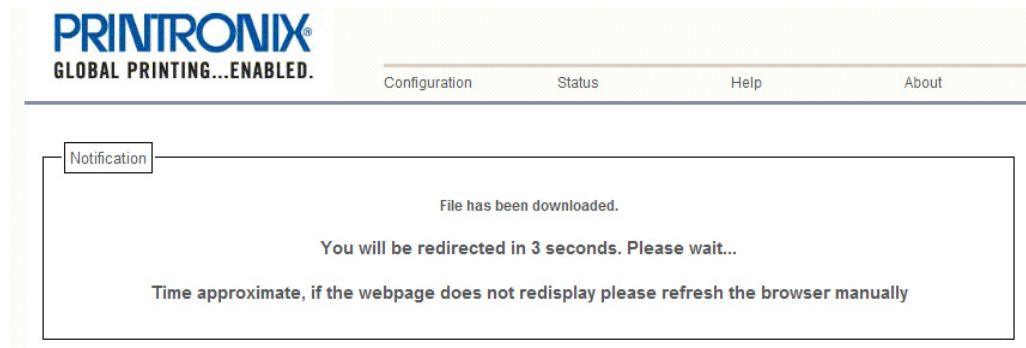 PRINTRONIX®
GLOBAL PRINTING...ENABLED.
Configuration Status Help About
Notification
File has been downloaded.
You will be redirected in 3 seconds. Please wait...
Time approximate, if the webpage does not redisplay please refresh the browser manually